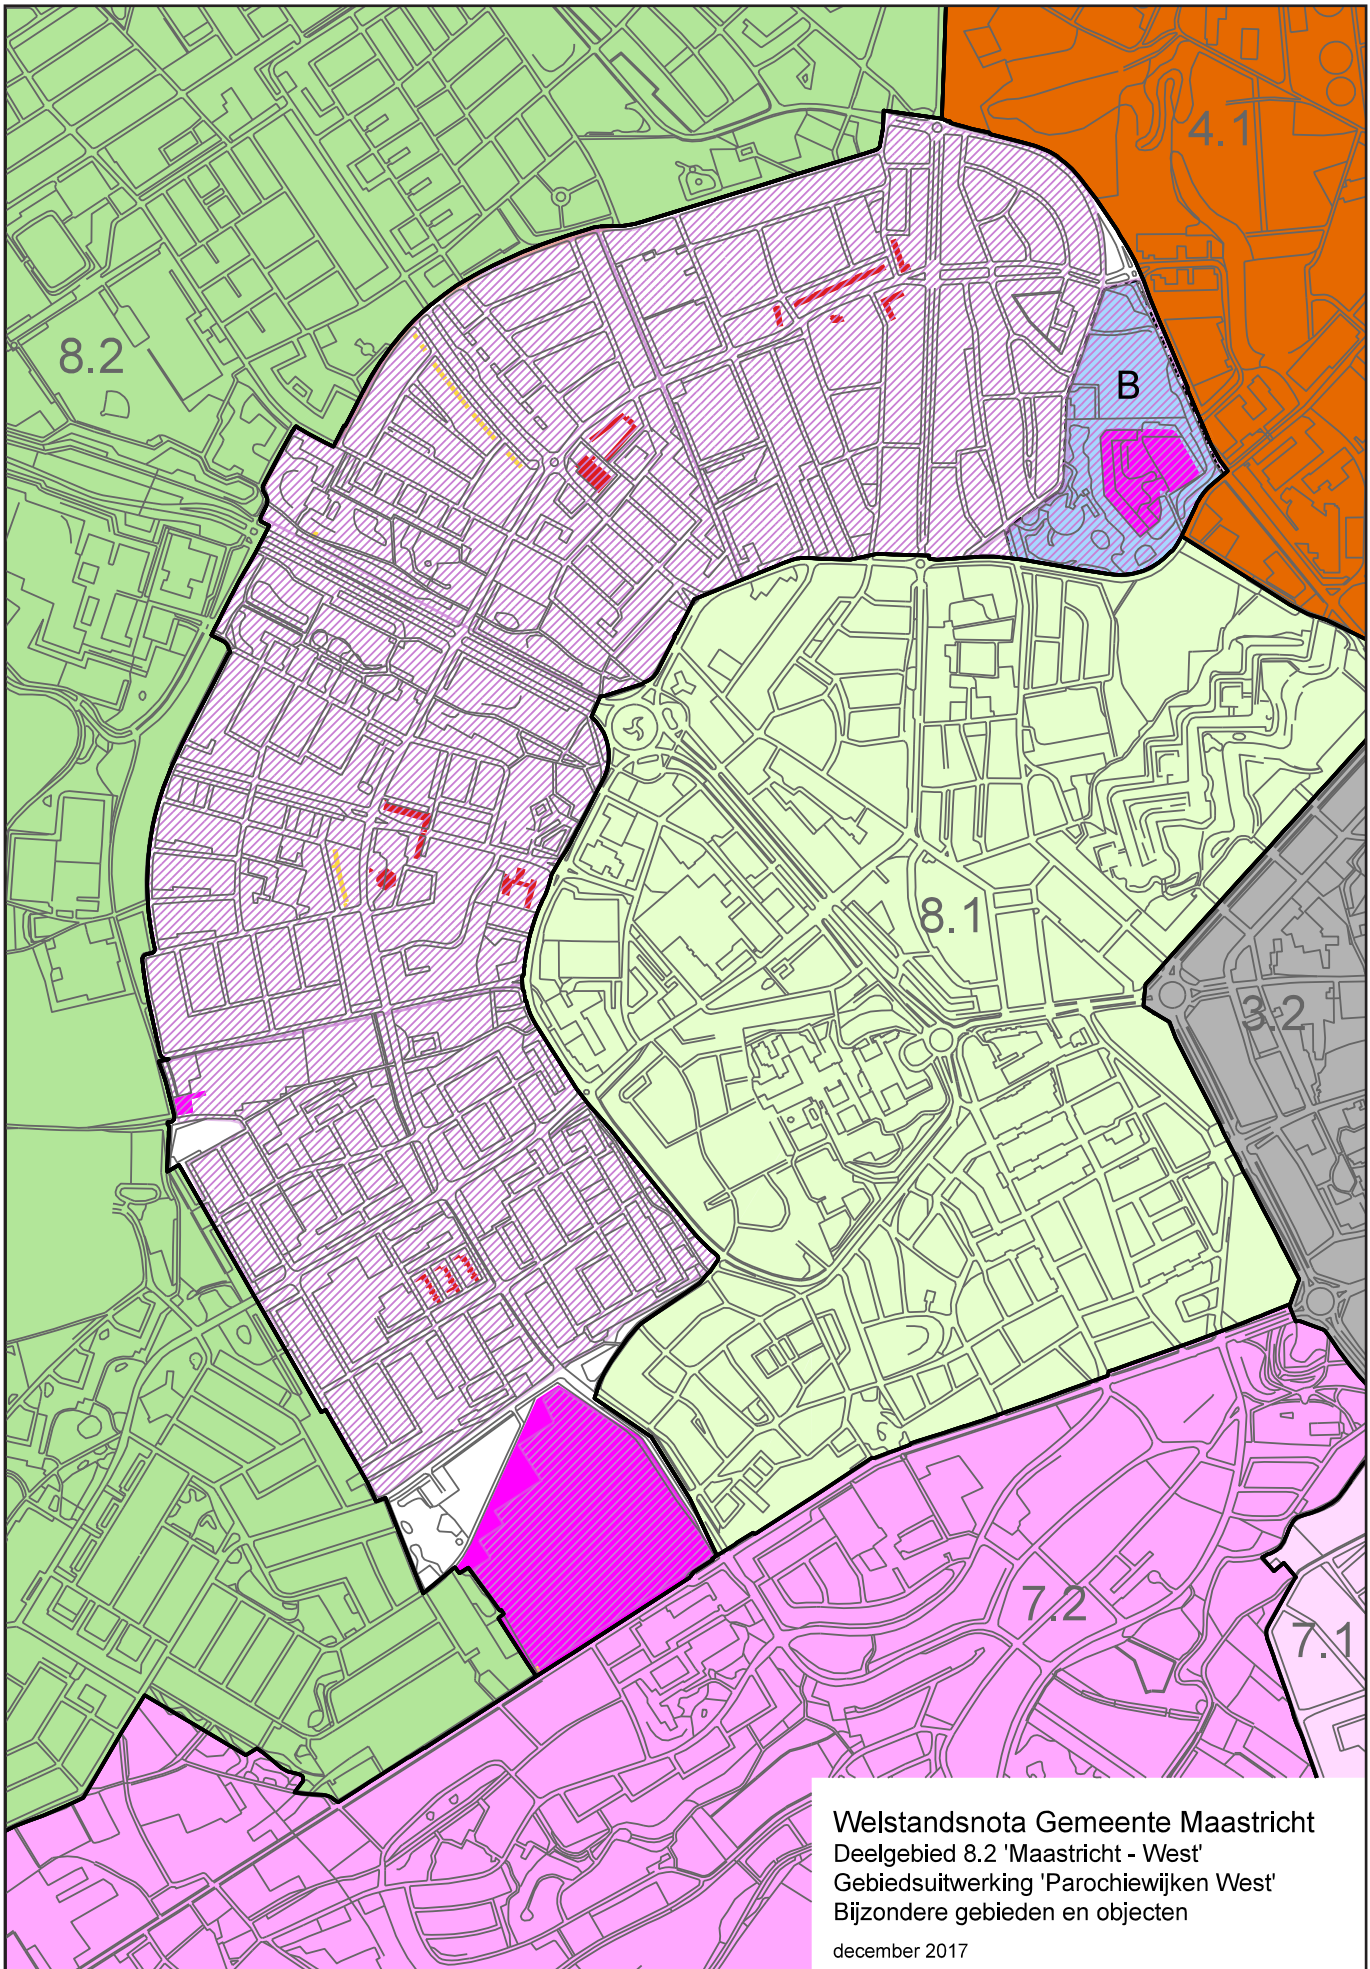 4.1
8.2
B
8.1
3.2
7.2
7.1
Welstandsnota Gemeente Maastricht
Deelgebied 8.2 'Maastricht - West'
Gebiedsuitwerking 'Parochiewijken West'
Bijzondere gebieden en objecten
december 2017